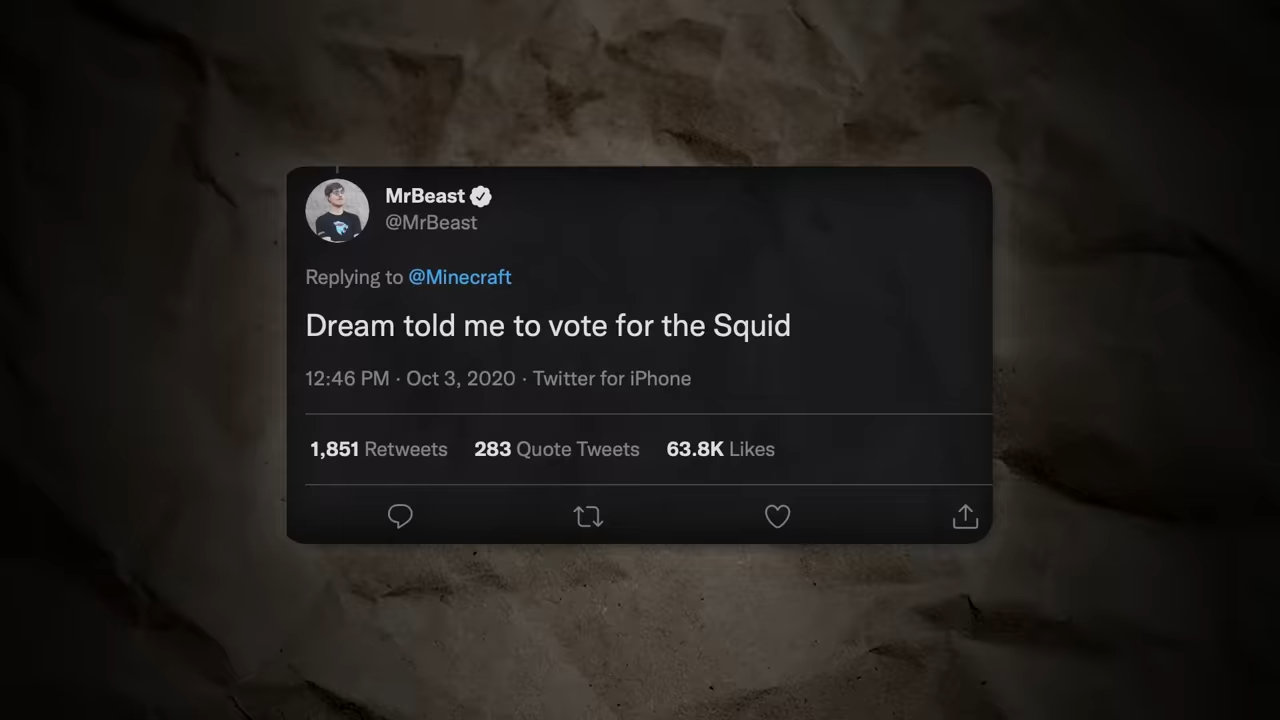 MrBeast
@MrBeast
Replying to @Minecraft
Dream told me to vote for the Squid
12:46 PM · Oct 3, 2020 · Twitter for iPhone
1,851 Retweets 283 Quote Tweets 63.8K Likes